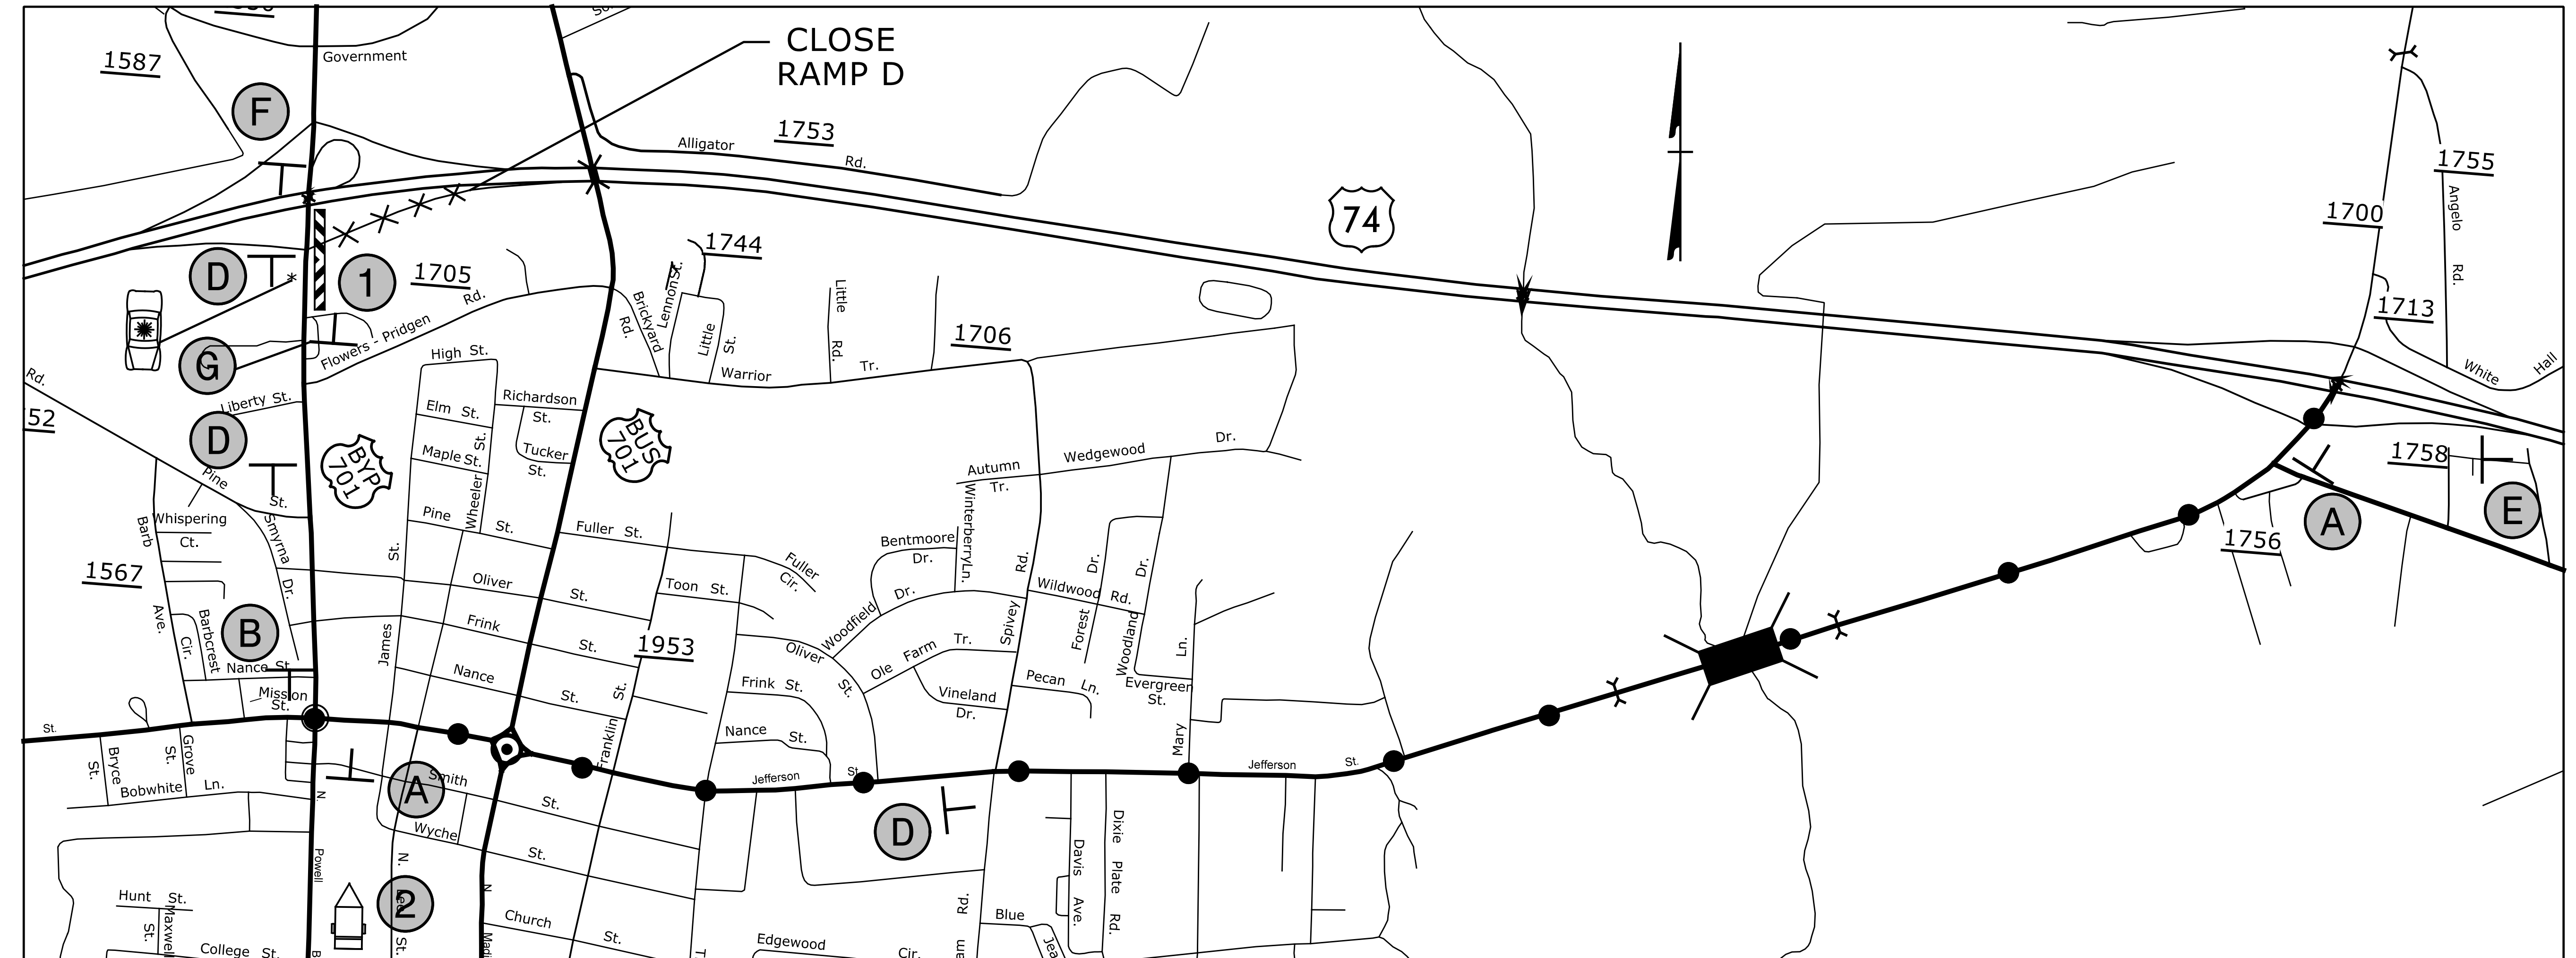 Government
1587
F
CLOSE
RAMP D
1753
Alligator
Rd.
74
1755
Angelo
Rd.
1700
1713
White
Hall
D
1
1705
Rd.
1744
Lennon
St.
Little
St.
Brickyard
Rd.
Little
Rd.
1706
Warrior
Tr.
G
Flowers - Pridgen
High St.
Liberty St.
Rd.
52
D
Pine
St.
BYP
701
BUS
701
Elm St.
Richardson
St.
Maple St.
Tucker
St.
Wheeler
St.
Pine
St.
Fuller St.
Fuller
Cir.
Autumn
Tr.
Wedgewood
Dr.
Winterberry Ln.
Bentmoore
Dr.
1758
E
A
1756
Whispering
Ct.
Barb
Ave.
Smyrna
Dr.
1567
St.
Oliver
St.
Toon St.
Dr.
Woodfield
Rd.
Wildwood Rd.
Dr.
Dr.
B
Barbcrest
Cir.
James
Frink
St.
1953
Oliver
St.
Ole Farm
Tr.
Spivey
Forest
Woodland
Ln.
Nance St.
Mission
St.
Nance
St.
St.
Frink St.
Vineland
Dr.
Pecan Ln.
Evergreen
St.
St.
Nance
St.
Franklin
Mary
Bryce
St.
Grove
St.
Bobwhite Ln.
A
Smith
St.
Jefferson
St.
Jefferson
St.
N.
Powell
B
D
Wyche
St.
Dixie Plate Rd.
Davis Ave.
Hunt St.
Maxwell
St.
College St.
2
N.
Lee
St.
N.
Madi
Church
St.
T
Edgewood
Cir.
Rd.
am
Blue
Jea